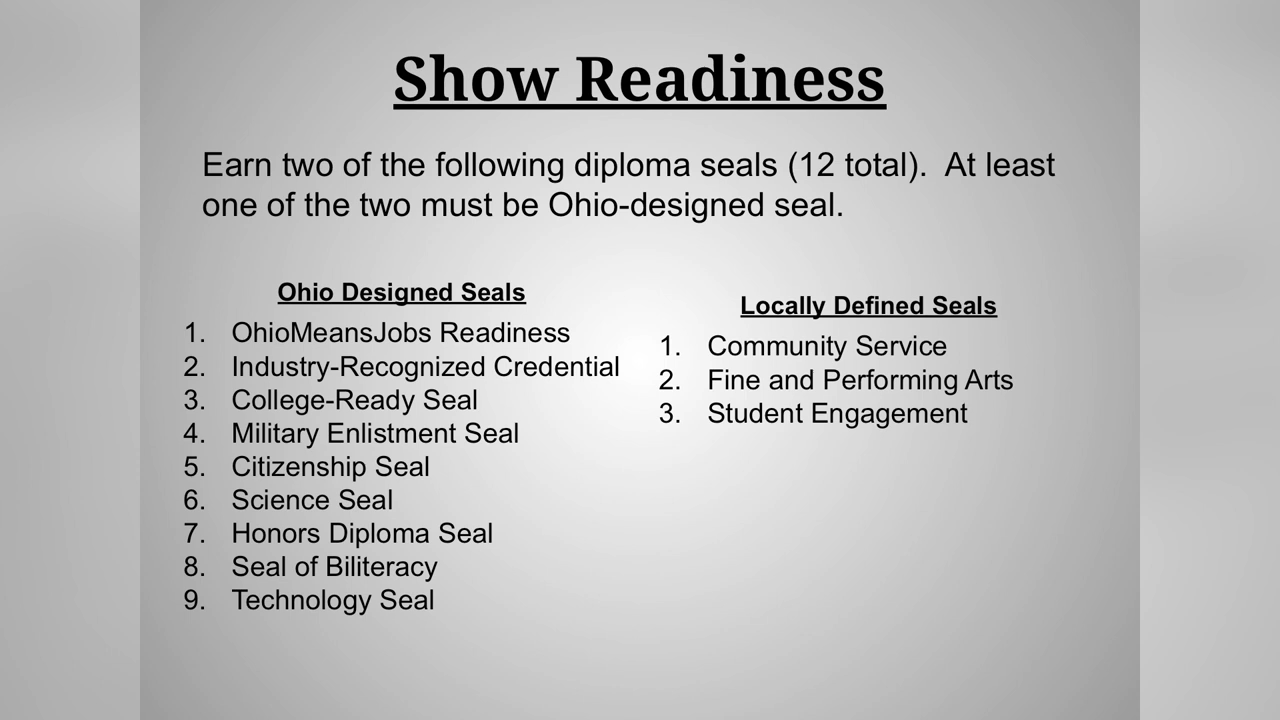 Show Readiness
Earn two of the following diploma seals (12 total).  At least
one of the two must be Ohio-designed seal.
Ohio Designed Seals
1. OhioMeansJobs Readiness
2. Industry-Recognized Credential
3. College-Ready Seal
4. Military Enlistment Seal
5. Citizenship Seal
6. Science Seal
7. Honors Diploma Seal
8. Seal of Biliteracy
9. Technology Seal
Locally Defined Seals
1. Community Service
2. Fine and Performing Arts
3. Student Engagement